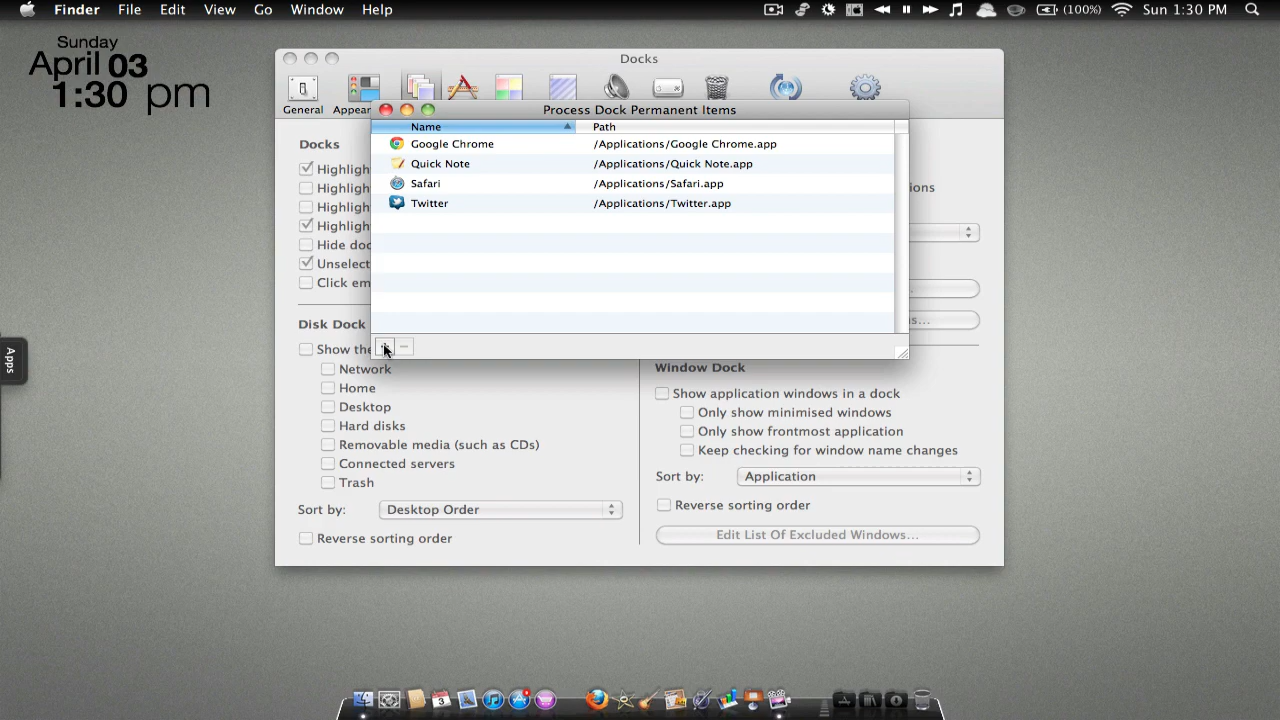 Finder File Edit View Go Window Help (100%) Sun 1:30 PM
Sunday
April 03
1:30 pm
Docks
General Appear
Process Dock Permanent Items
Name Path
Google Chrome /Applications/Google Chrome.app
Quick Note /Applications/Quick Note.app
Safari /Applications/Safari.app
Twitter /Applications/Twitter.app
Docks
Highligh
Highligh
ions
Highligh
Highligh
Hide doc
Unselect
Click em
s...
Apps
Disk Dock
Show the
Network
Home
Desktop
Hard disks
Removable media (such as CDs)
Connected servers
Trash
Sort by: Desktop Order
Reverse sorting order
Window Dock
Show application windows in a dock
Only show minimised windows
Only show frontmost application
Keep checking for window name changes
Sort by: Application
Reverse sorting order
Edit List Of Excluded Windows...